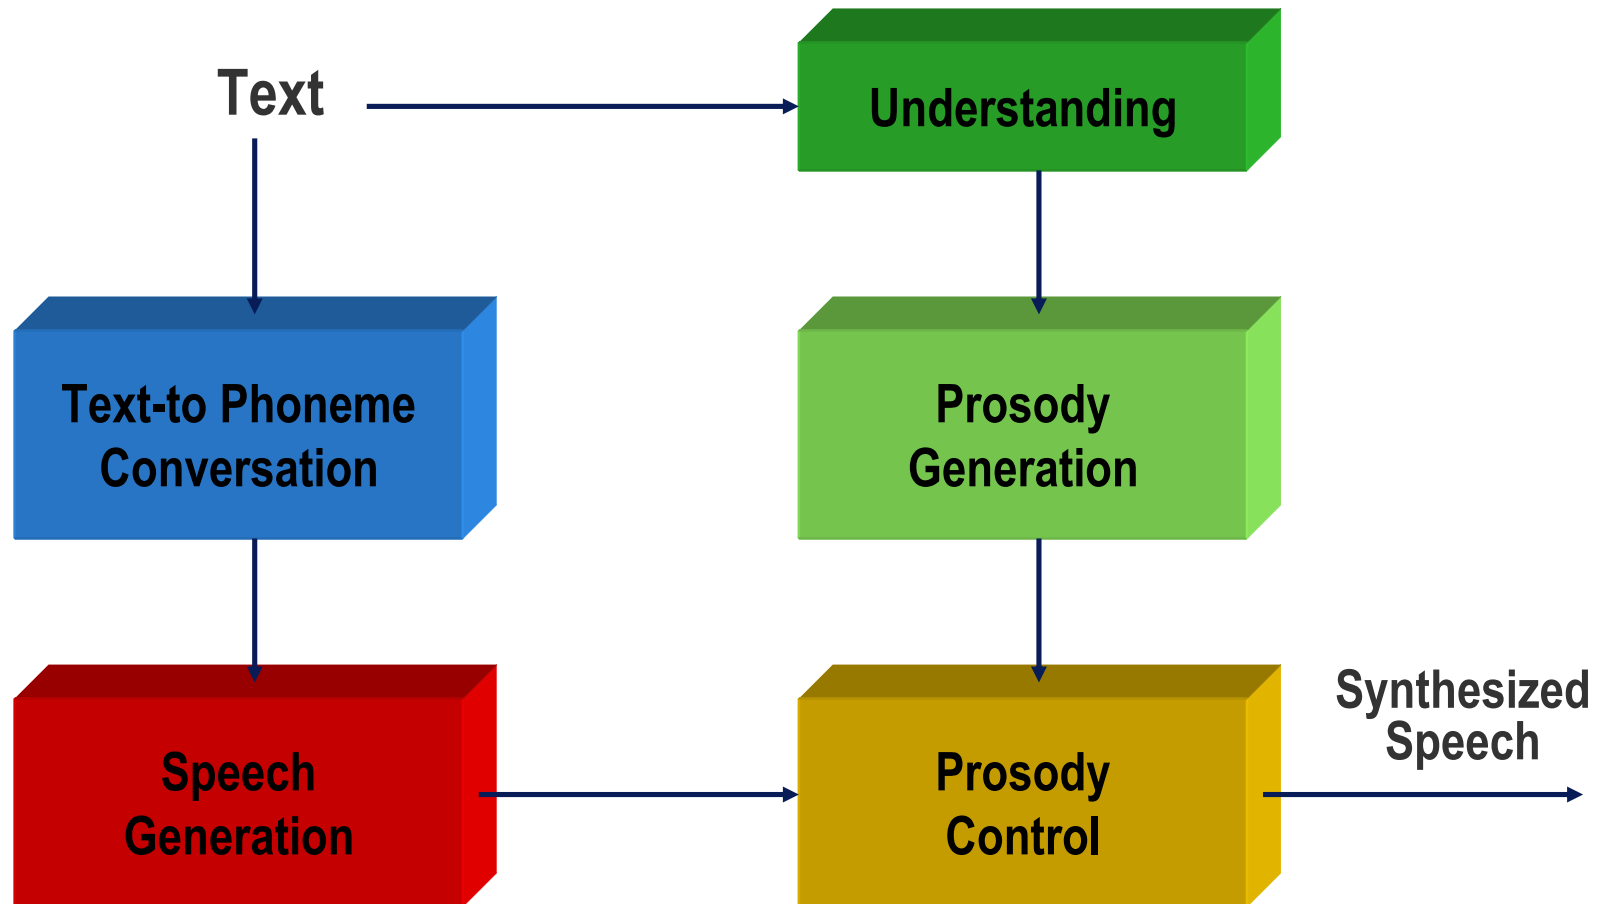 Text
Understanding
Text-to Phoneme
Conversation
Prosody
Generation
Speech
Generation
Prosody
Control
Synthesized
Speech